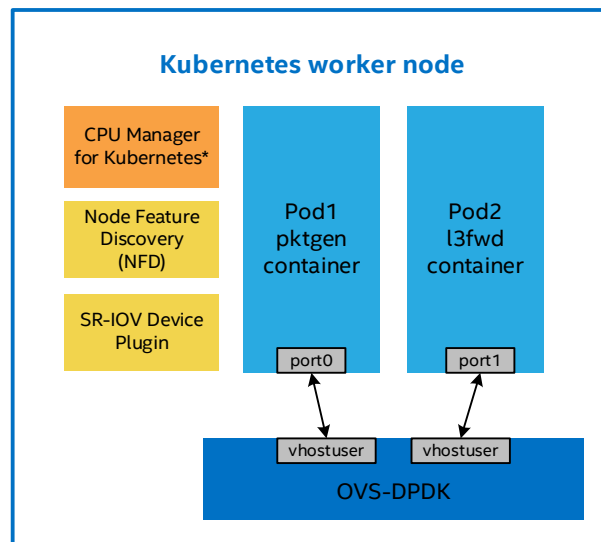 Kubernetes worker node
CPU Manager
for Kubernetes*
Node Feature
Discovery
(NFD)
SR-IOV Device
Plugin
Pod1
pktgen
container
port0
Pod2
l3fwd
container
port1
vhostuser
vhostuser
OVS-DPDK